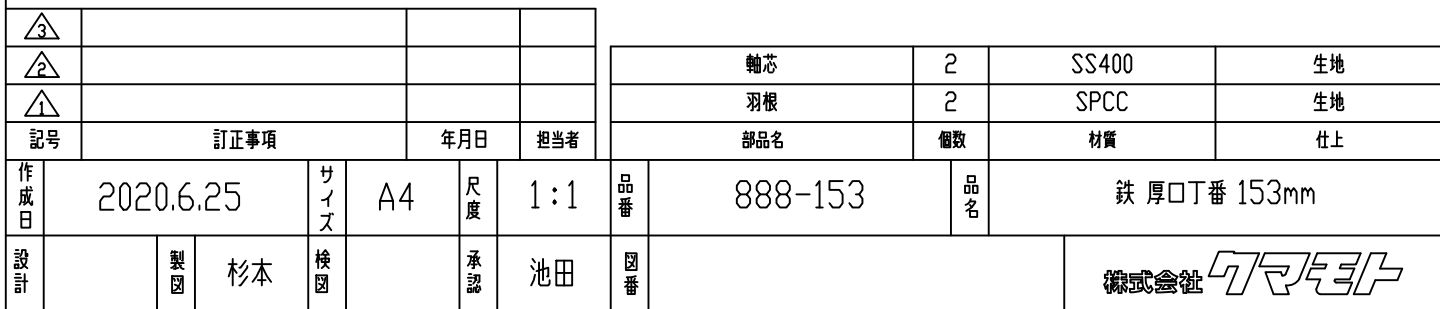 3
2
軸芯 2 SS400 生地
1
羽根 2 SPCC 生地
記号 訂正事項 年月日 担当者 部品名 個数 材質 仕上
作成日 2020.6.25 サイズ A4 尺度 1:1 品番 888-153 品名 鉄 厚口丁番 153mm
設計 製図 杉本 検図 承認 池田 図番 株式会社クマモト